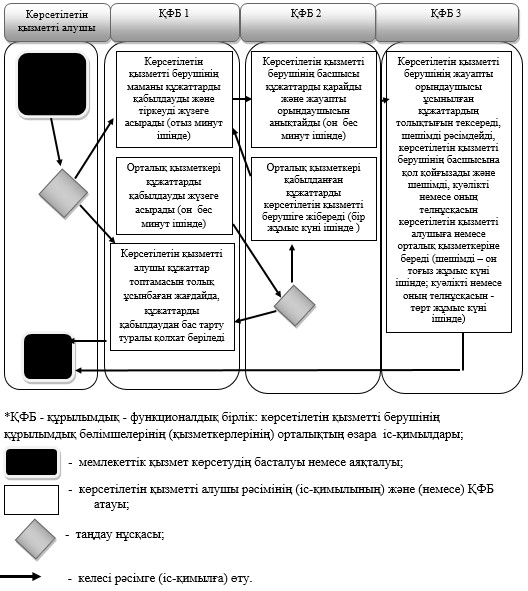 Көрсетілетін
қызметті алушы
ҚФБ 1
ҚФБ 2
ҚФБ 3
Көрсетілетін
қызметті берушінің
маманы құжаттарды
қабылдауды және
тіркеуді жүзеге
асырады (отыз минут
ішінде)
Орталық қызметкері
құжаттарды
қабылдауды жүзеге
асырады (он бес
минут ішінде)
Көрсетілетін қызметті
алушы құжаттар
топтамасын толық
ұсынбаған жағдайда,
құжаттарды
қабылдаудан бас тарту
туралы қолхат беріледі
Көрсетілетін қызметті
берушінің басшысы
құжаттарды қарайды
және жауапты
орындаушысын
анықтайды (он бес
минут ішінде)
Орталық қызметкері
қабылданған
құжаттарды
көрсетілетін қызметті
берушіге жібереді (бір
жұмыс күні ішінде )
Көрсетілетін қызметті
берушінің жауапты
орындаушысы
ұсынылған
құжаттардың
толықтығын тексереді,
шешімді рәсімдейді,
көрсетілетін қызметті
берушінің басшысына
қол қойғызады және
шешімді, куәлікті
немесе оның
телнұсқасын
көрсетілетін қызметті
алушыға немесе
орталық қызметкеріне
береді (шешімді – он
тоғыз жұмыс күні
ішінде; куәлікті немесе
оның телнұсқасын -
төрт жұмыс күні
ішінде)
*ҚФБ - құрылымдық - функционалдық бірлік: көрсетілетін қызметті берушінің
құрылымдық бөлімшелерінің (қызметкерлерінің) орталықтың өзара іс-қимылдары;
- мемлекеттік қызмет көрсетудің басталуы немесе аяқталуы;
- көрсетілетін қызметті алушы рәсімінің (іс-қимылының) және (немесе) ҚФБ
атауы;
- таңдау нұсқасы;
- келесі рәсімге (іс-қимылға) өту.